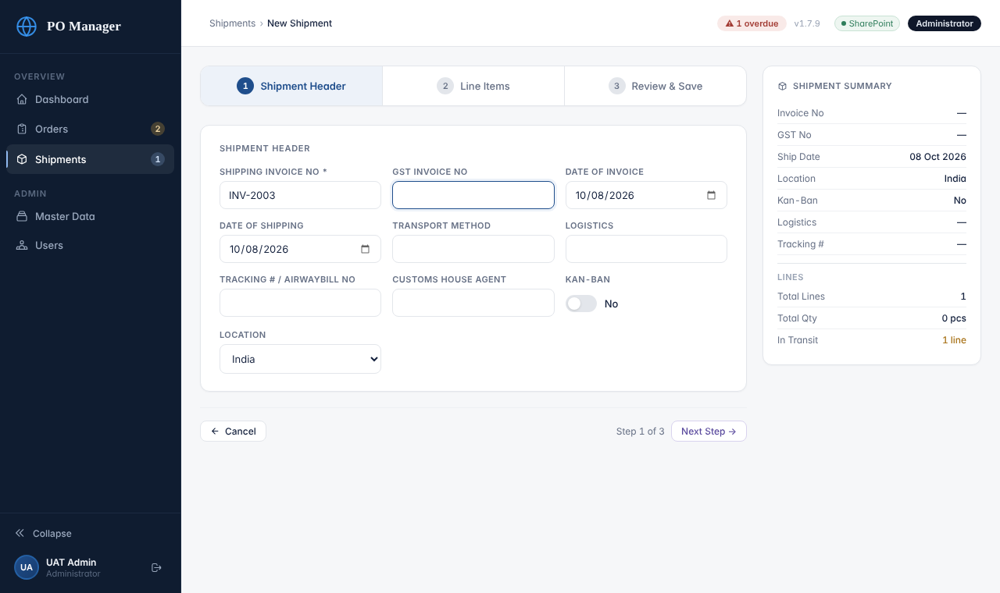 PO Manager
OVERVIEW
Dashboard
Orders 2
Shipments 1
ADMIN
Master Data
Users
Collapse
UA
UAT Admin
Administrator
Shipments › New Shipment
1 overdue
v1.7.9
SharePoint
Administrator
1 Shipment Header
2 Line Items
3 Review & Save
SHIPMENT HEADER
SHIPPING INVOICE NO *
INV-2003
GST INVOICE NO
DATE OF INVOICE
10/08/2026
DATE OF SHIPPING
10/08/2026
TRANSPORT METHOD
LOGISTICS
TRACKING # / AIRWAYBILL NO
CUSTOMS HOUSE AGENT
KAN-BAN
No
LOCATION
India
← Cancel
Step 1 of 3
Next Step →
SHIPMENT SUMMARY
Invoice No —
GST No —
Ship Date 08 Oct 2026
Location India
Kan-Ban No
Logistics —
Tracking # —
LINES
Total Lines 1
Total Qty 0 pcs
In Transit 1 line